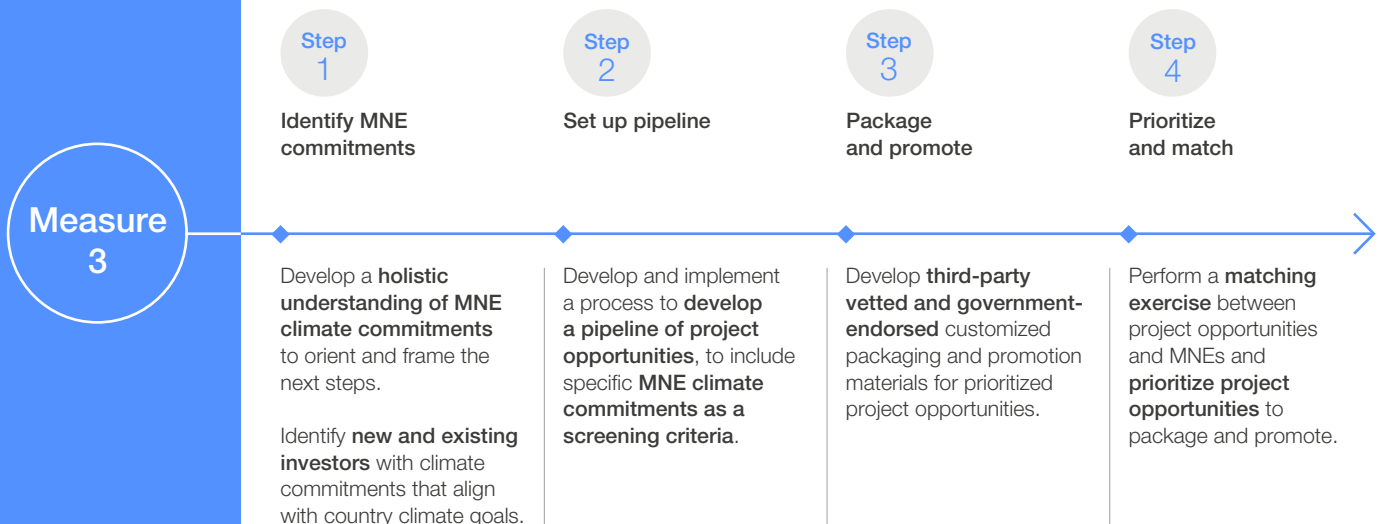 Measure
3
Step
1
Identify MNE
commitments
Develop a holistic
understanding of MNE
climate commitments
to orient and frame the
next steps.
Identify new and existing
investors with climate
commitments that align
with country climate goals.
Step
2
Set up pipeline
Develop and implement
a process to develop
a pipeline of project
opportunities, to include
specific MNE climate
commitments as a
screening criteria.
Step
3
Package
and promote
Develop third-party
vetted and government-
endorsed customized
packaging and promotion
materials for prioritized
project opportunities.
Step
4
Prioritize
and match
Perform a matching
exercise between
project opportunities
and MNEs and
prioritize project
opportunities to
package and promote.